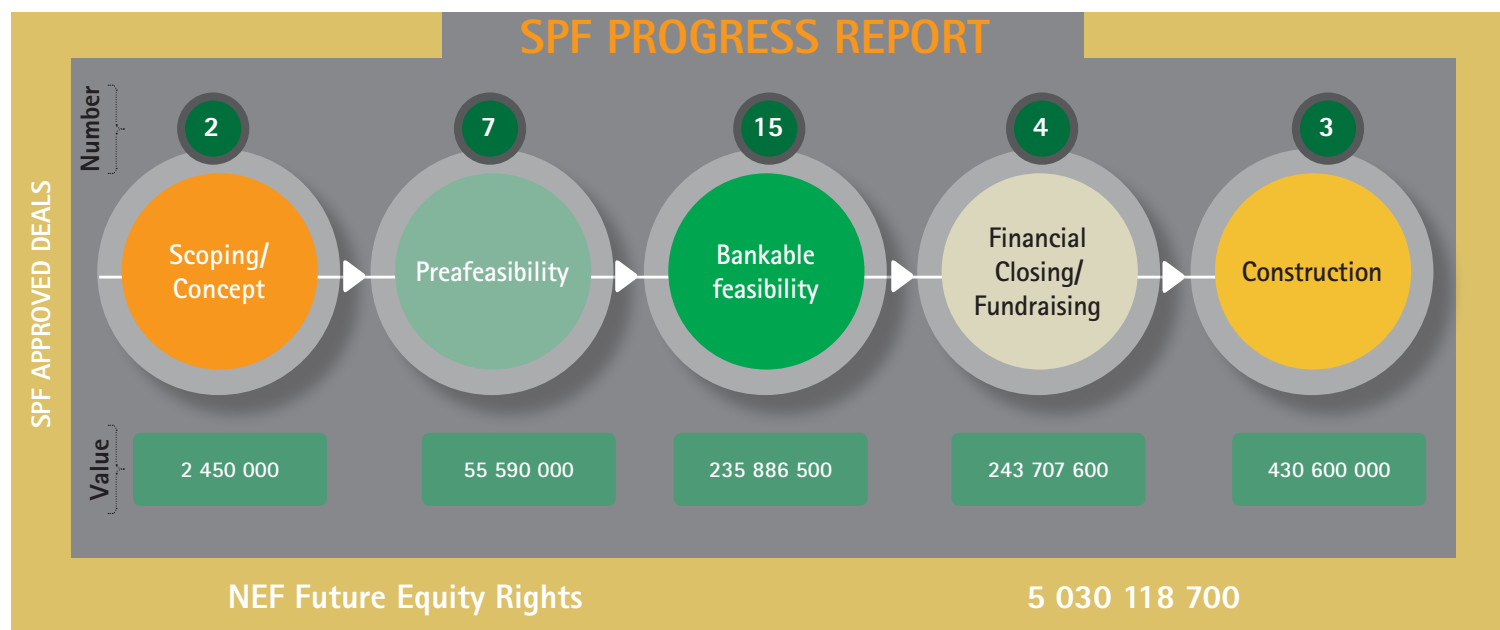 SPF PROGRESS REPORT
SPF APPROVED DEALS
Number
2
7
15
4
3
Scoping/
Concept
Preafeasibility
Bankable
feasibility
Financial
Closing/
Fundraising
Construction
Value
2 450 000
55 590 000
235 886 500
243 707 600
430 600 000
NEF Future Equity Rights
5 030 118 700